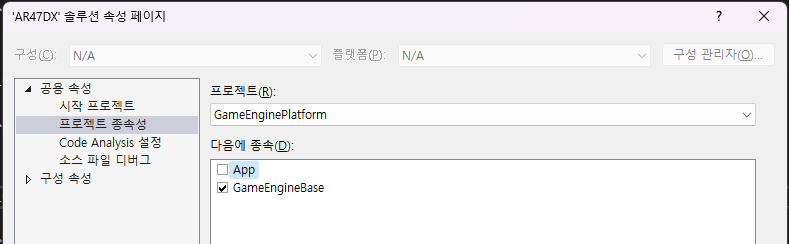 'AR47DX' 솔루션 속성 페이지
구성(C): N/A 플랫폼(P): N/A 구성 관리자(O)...
공용 속성
시작 프로젝트
프로젝트 종속성
Code Analysis 설정
소스 파일 디버그
구성 속성
프로젝트(R):
GameEnginePlatform
다음에 종속(D):
App
GameEngineBase